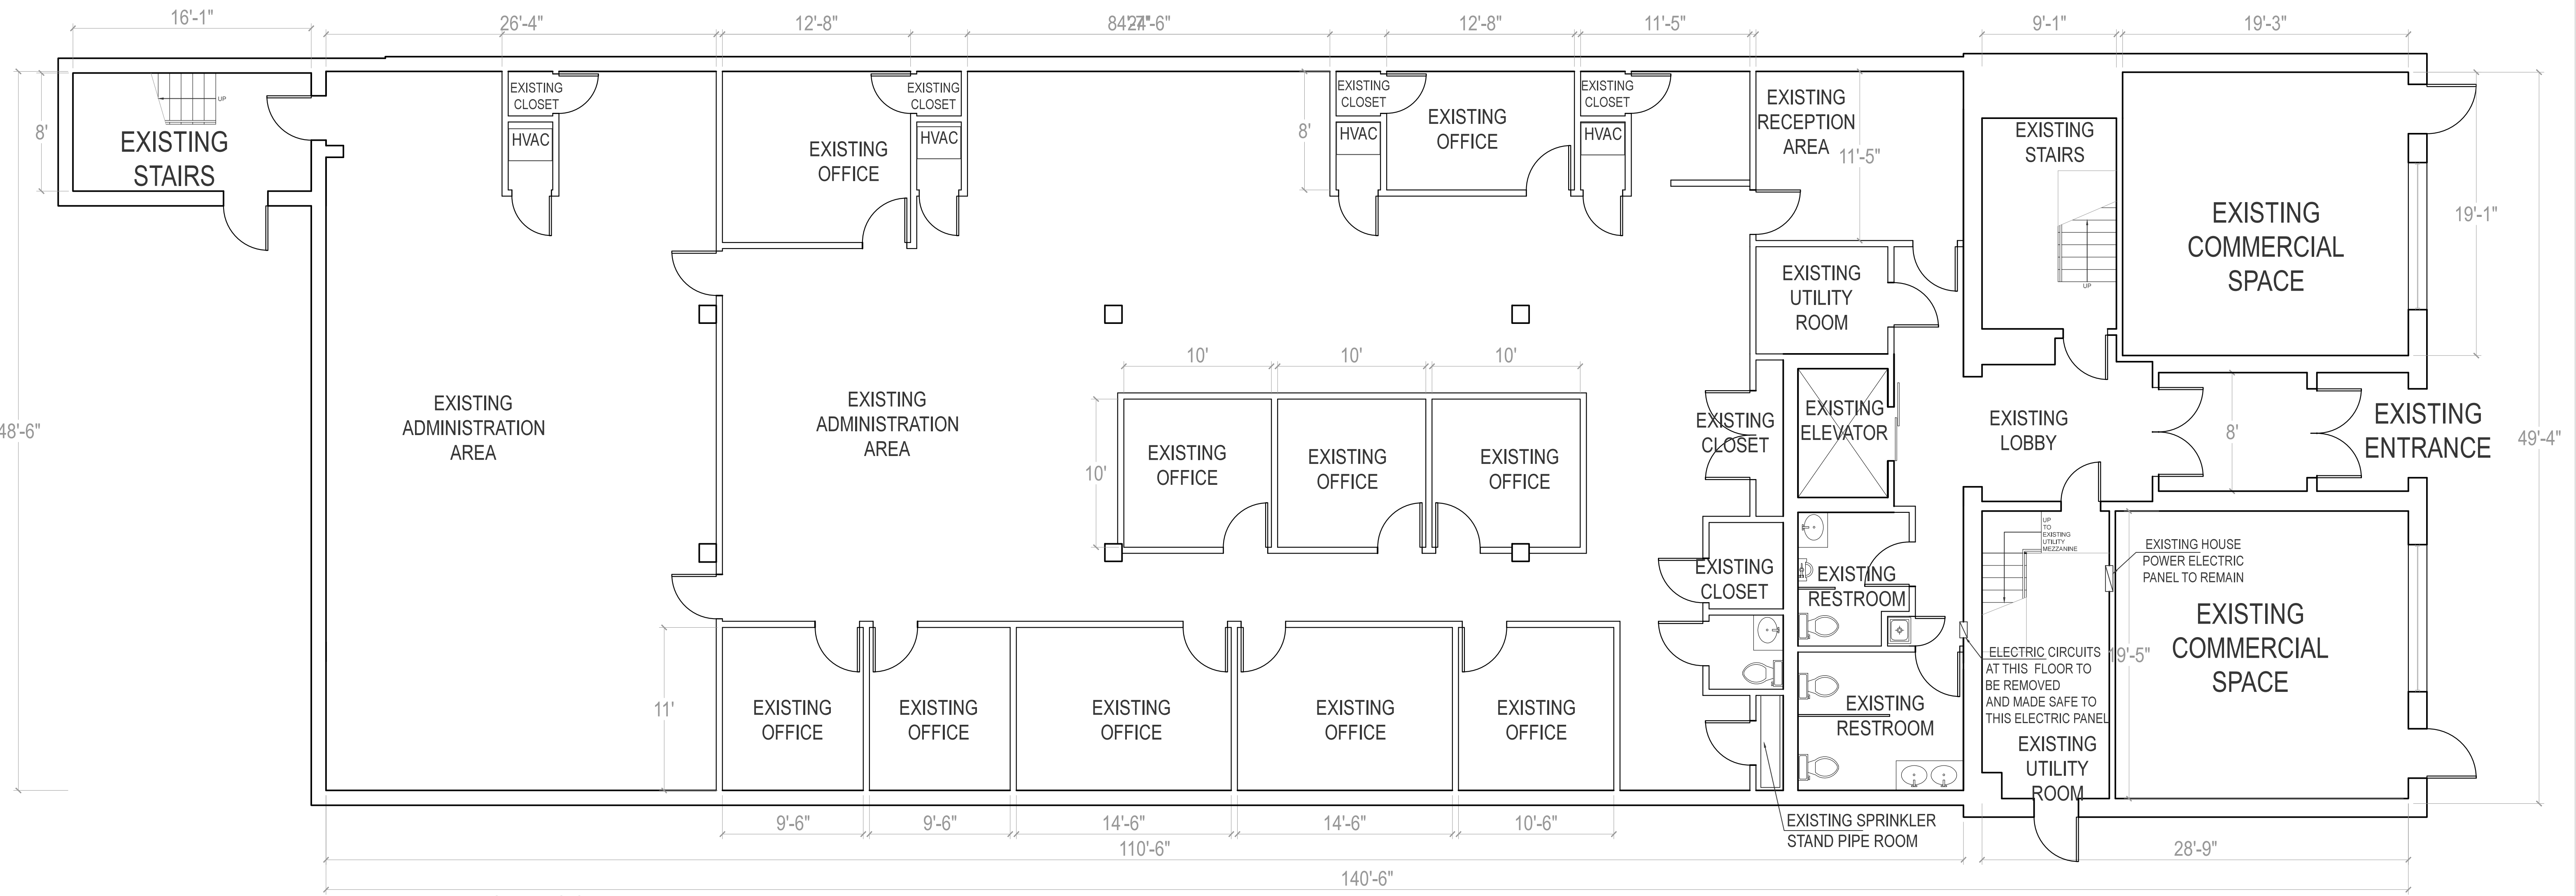 16'-1"
26'-4"
12'-8"
24'-6"
12'-8"
11'-5"
9'-1"
19'-3"
8'
UP
EXISTING
STAIRS
EXISTING
CLOSET
HVAC
EXISTING
OFFICE
EXISTING
CLOSET
HVAC
8'
EXISTING
CLOSET
HVAC
EXISTING
OFFICE
EXISTING
CLOSET
HVAC
EXISTING
RECEPTION
AREA
11'-5"
EXISTING
STAIRS
UP
EXISTING
COMMERCIAL
SPACE
19'-1"
EXISTING
UTILITY
ROOM
48'-6"
EXISTING
ADMINISTRATION
AREA
EXISTING
ADMINISTRATION
AREA
10'
10'
10'
10'
EXISTING
OFFICE
EXISTING
OFFICE
EXISTING
OFFICE
EXISTING
CLOSET
EXISTING
ELEVATOR
EXISTING
LOBBY
8'
EXISTING
ENTRANCE
49'-4"
EXISTING
CLOSET
EXISTING
RESTROOM
UP
TO
EXISTING
UTILITY
MEZZANINE
EXISTING HOUSE
POWER ELECTRIC
PANEL TO REMAIN
EXISTING
COMMERCIAL
SPACE
19'-5"
ELECTRIC CIRCUITS
AT THIS FLOOR TO
BE REMOVED
AND MADE SAFE TO
THIS ELECTRIC PANEL
11'
EXISTING
OFFICE
EXISTING
OFFICE
EXISTING
OFFICE
EXISTING
OFFICE
EXISTING
OFFICE
EXISTING
RESTROOM
EXISTING
UTILITY
ROOM
9'-6"
9'-6"
14'-6"
14'-6"
10'-6"
EXISTING SPRINKLER
STAND PIPE ROOM
110'-6"
28'-9"
140'-6"